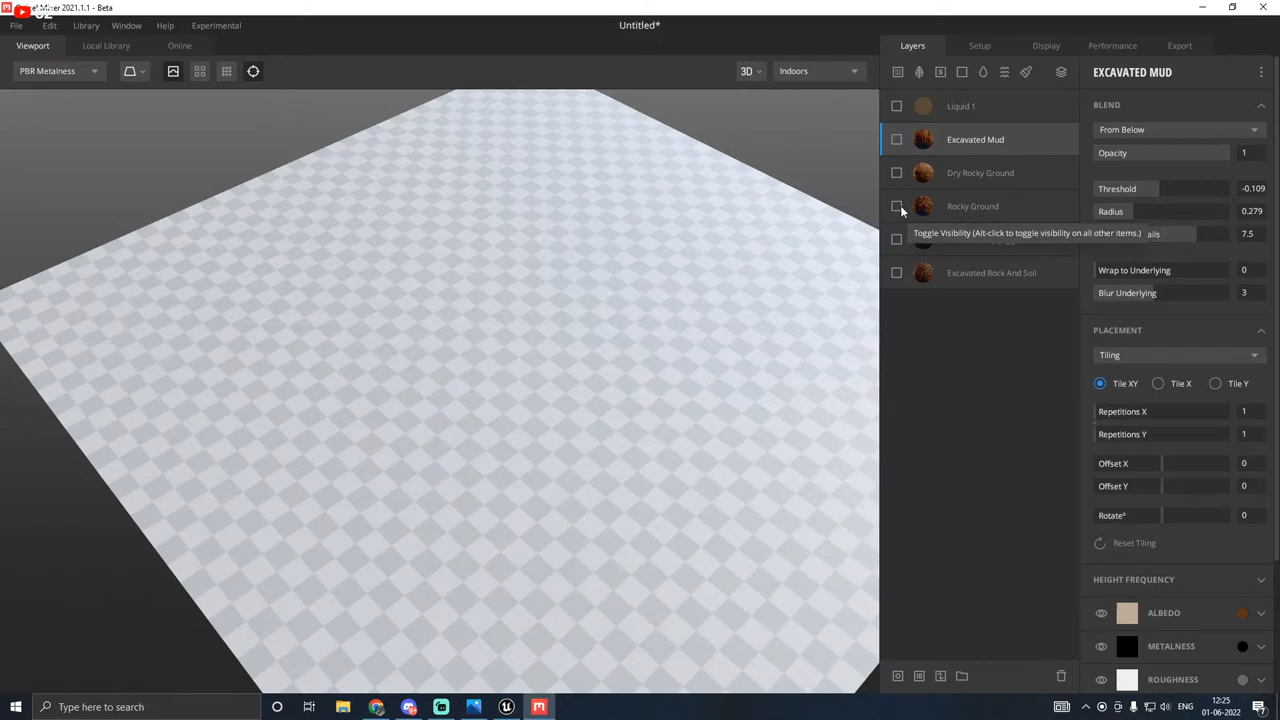 Mixer 2021.1.1 - Beta
File Edit Library Window Help Experimental
Untitled*
Viewport Local Library Online
Layers Setup Display Performance Export
PBR Metalness
3D
Indoors
EXCAVATED MUD
Liquid 1
Excavated Mud
Dry Rocky Ground
Rocky Ground
Toggle Visibility (Alt-click to toggle visibility on all other items.)
Excavated Rock And Soil
BLEND
From Below
Opacity 1
Threshold -0.109
Radius 0.279
ails 7.5
Wrap to Underlying 0
Blur Underlying 3
PLACEMENT
Tiling
Tile XY Tile X Tile Y
Repetitions X 1
Repetitions Y 1
Offset X 0
Offset Y 0
Rotate° 0
Reset Tiling
HEIGHT FREQUENCY
ALBEDO
METALNESS
ROUGHNESS
Type here to search
ENG
12:25
01-06-2022